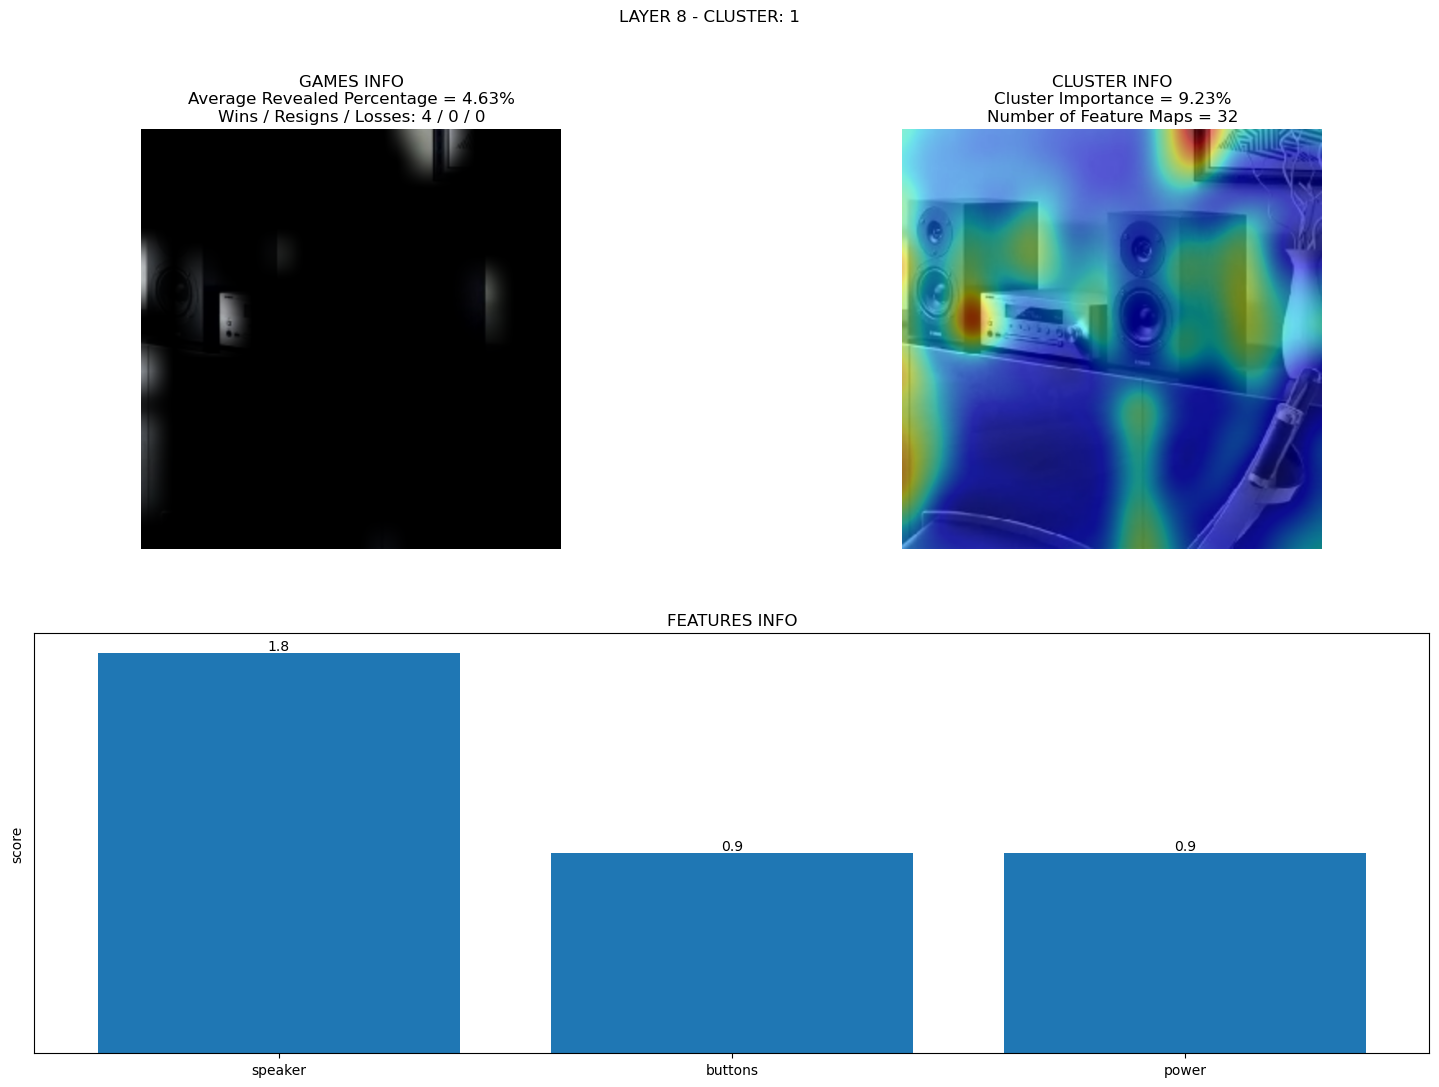 LAYER 8 - CLUSTER: 1
GAMES INFO
Average Revealed Percentage = 4.63%
Wins / Resigns / Losses: 4 / 0 / 0
CLUSTER INFO
Cluster Importance = 9.23%
Number of Feature Maps = 32
FEATURES INFO
score
1.8
0.9
0.9
speaker
buttons
power